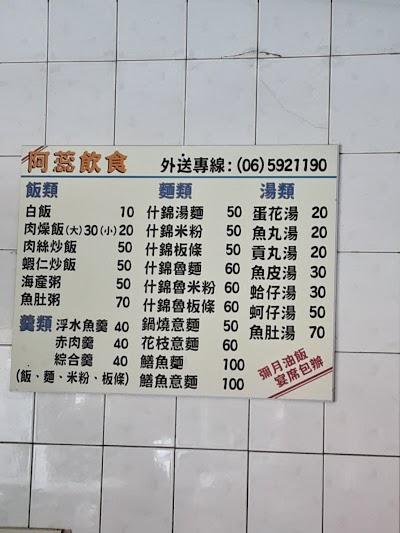 阿蕊飲食 外送專線:(06)5921190
飯類
白飯 10
肉燥飯(大)30(小)20
肉絲炒飯 50
蝦仁炒飯 50
海產粥 50
魚肚粥 70
羹類 浮水魚羹 40
赤肉羹 40
綜合羹 40
(飯、麵、米粉、板條)
麵類
什錦湯麵 50
什錦米粉 50
什錦板條 50
什錦魯麵 60
什錦魯米粉 60
什錦魯板條 60
鍋燒意麵 50
花枝意麵 60
鱔魚麵 100
鱔魚意麵 100
湯類
蛋花湯 20
魚丸湯 20
貢丸湯 20
魚皮湯 30
蛤仔湯 30
蚵仔湯 50
魚肚湯 70
彌月油飯
宴席包辦